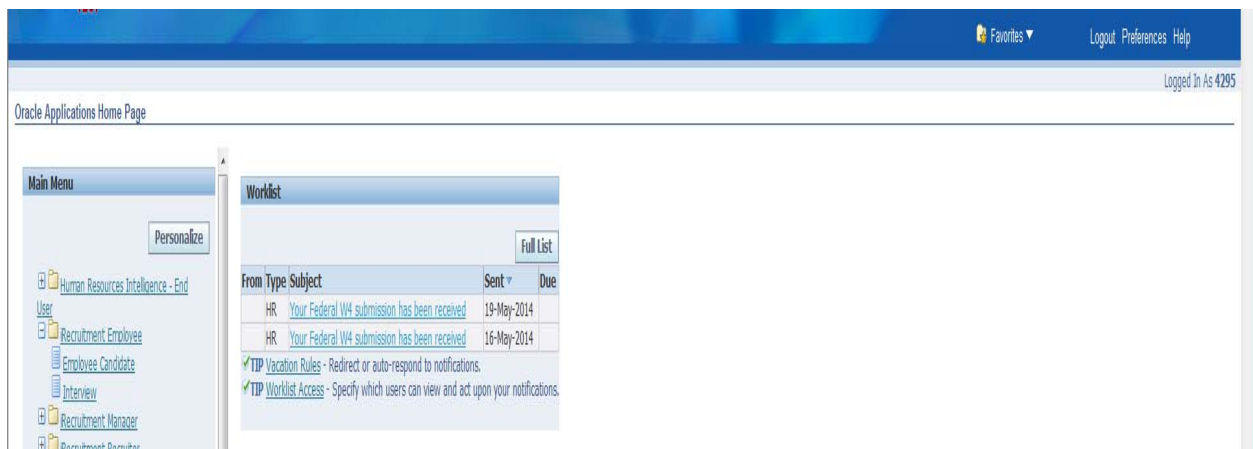 Favorites ▼
Logout Preferences Help
Logged In As 4295
Oracle Applications Home Page
Main Menu
Personalize
Human Resources Intelligence - End
User
Recruitment Employee
Employee Candidate
Interview
Recruitment Manager
Recruitment Recruiter
Worklist
Full List
From Type Subject Sent Due
HR Your Federal W4 submission has been received 19-May-2014
HR Your Federal W4 submission has been received 16-May-2014
TIP Vacation Rules - Redirect or auto-respond to notifications.
TIP Worklist Access - Specify which users can view and act upon your notifications.